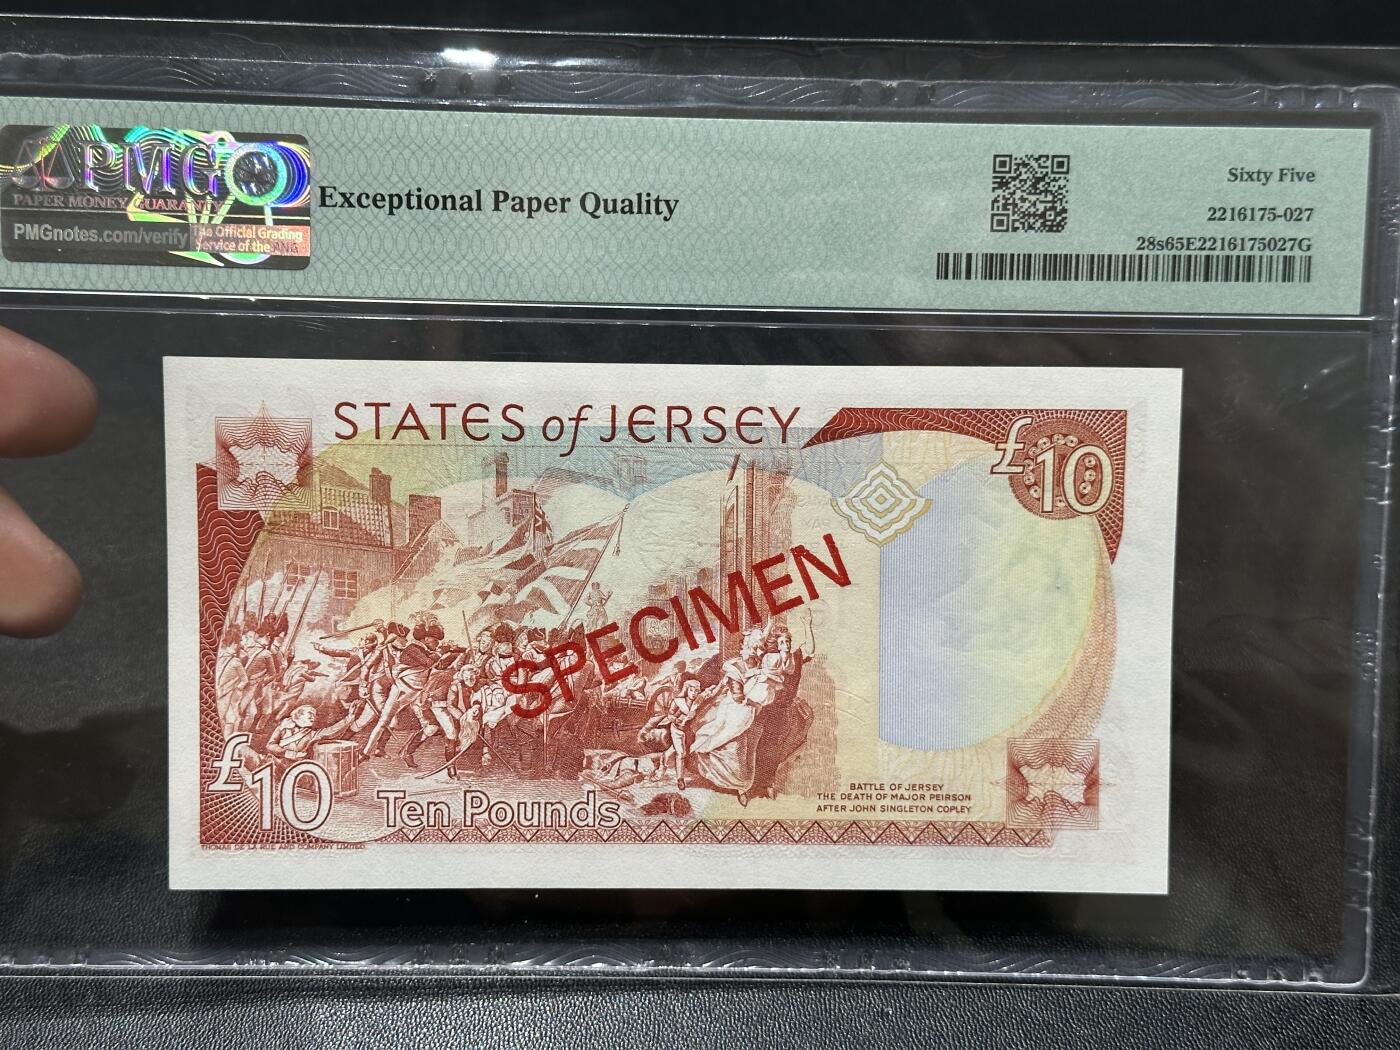 PMG
PAPER MONEY GUARANTY
PMGnotes.com/verify
The Official Grading
Service of the PNG
Exceptional Paper Quality
Sixty Five
2216175-027
28s65E2216175027G
STATES of JERSEY
£10
SPECIMEN
£10
Ten Pounds
BATTLE OF JERSEY
THE DEATH OF MAJOR PEIRSON
AFTER JOHN SINGLETON COPLEY
THOMAS DE LA RUE AND COMPANY LIMITED